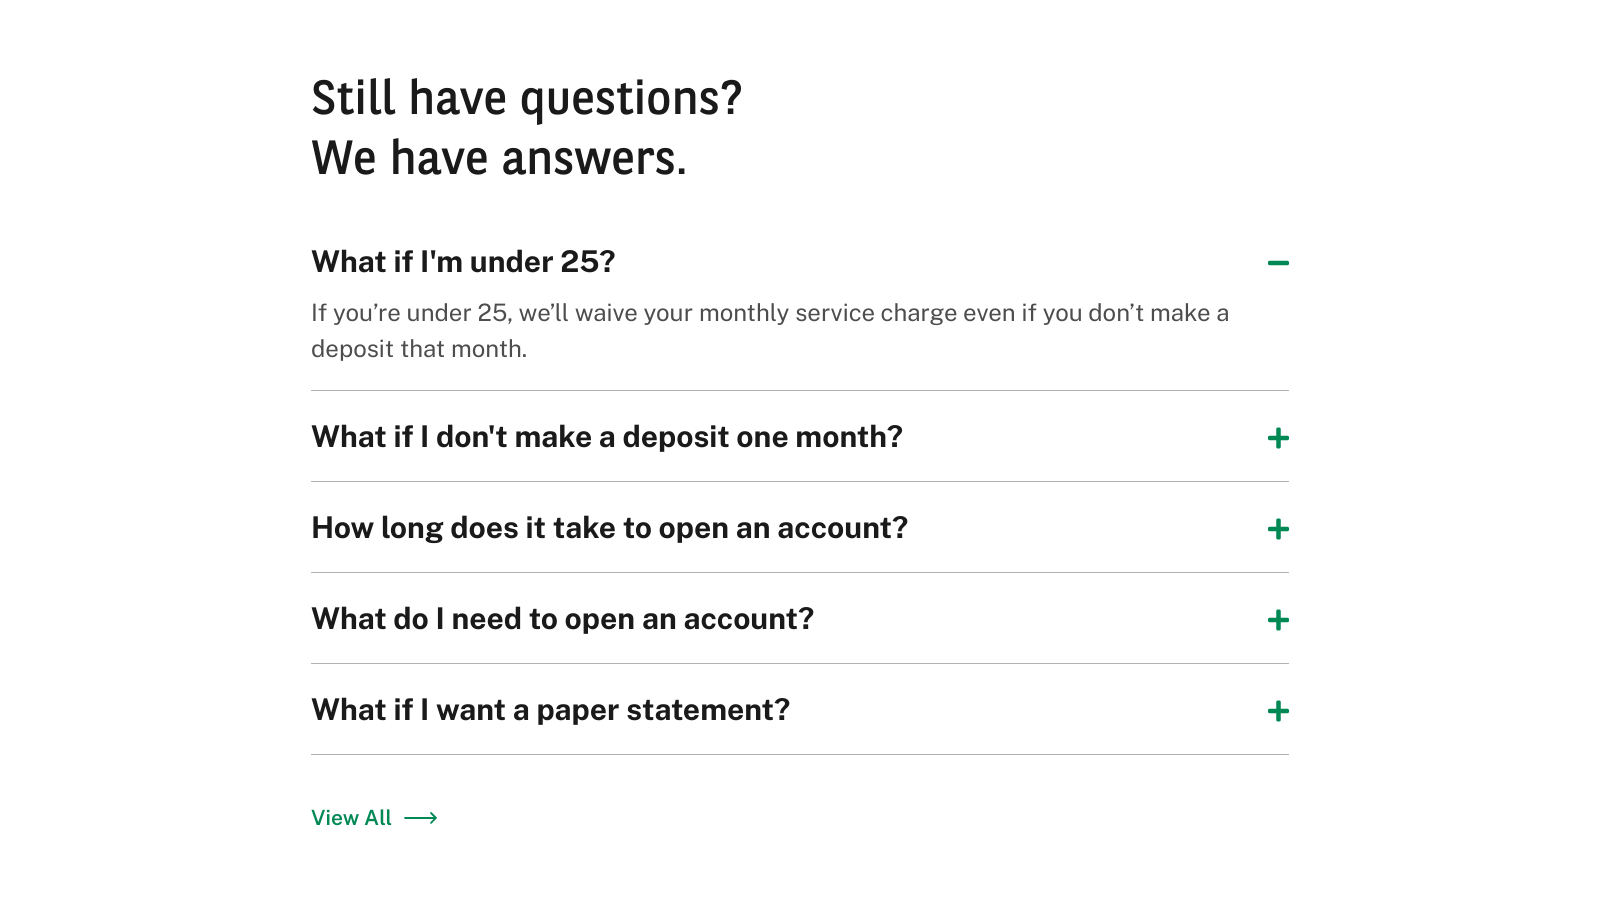 Still have questions?
We have answers.
What if I'm under 25?
If you’re under 25, we’ll waive your monthly service charge even if you don’t make a
deposit that month.
What if I don't make a deposit one month?
How long does it take to open an account?
What do I need to open an account?
What if I want a paper statement?
View All